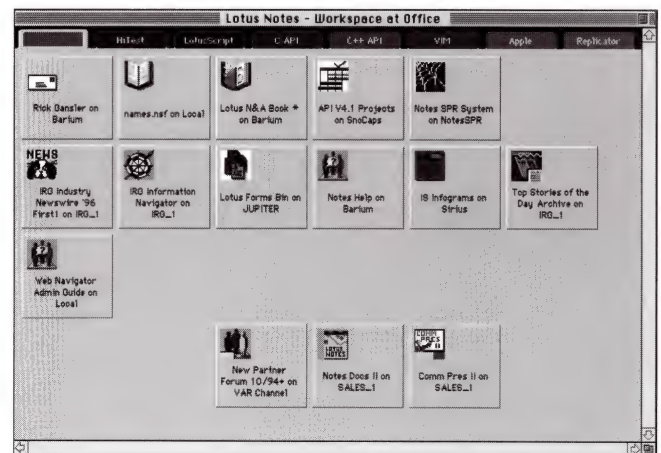 Lotus Notes - Workspace at Office
HiTest LotusScript C API C++ API VIM Apple Replicator
Rick Gansler on
Barium
names.nsf on Local
Lotus N&A Book *
on Barium
API V4.1 Projects
on SnoCaps
Notes SPR System
on NotesSPR
NEWS
IRG Industry
Newswire '96
First! on IRG_1
IRG Information
Navigator on
IRG_1
Lotus Forms Bin on
JUPITER
Notes Help on
Barium
IS Infograms on
Sirius
Top Stories of the
Day Archive on
IRG_1
Web Navigator
Admin Guide on
Local
New Partner
Forum 10/94+ on
VAR Channel
LOTUS
NOTES
Notes Docs II on
SALES_1
COMM
PRES
II
Comm Pres II on
SALES_1